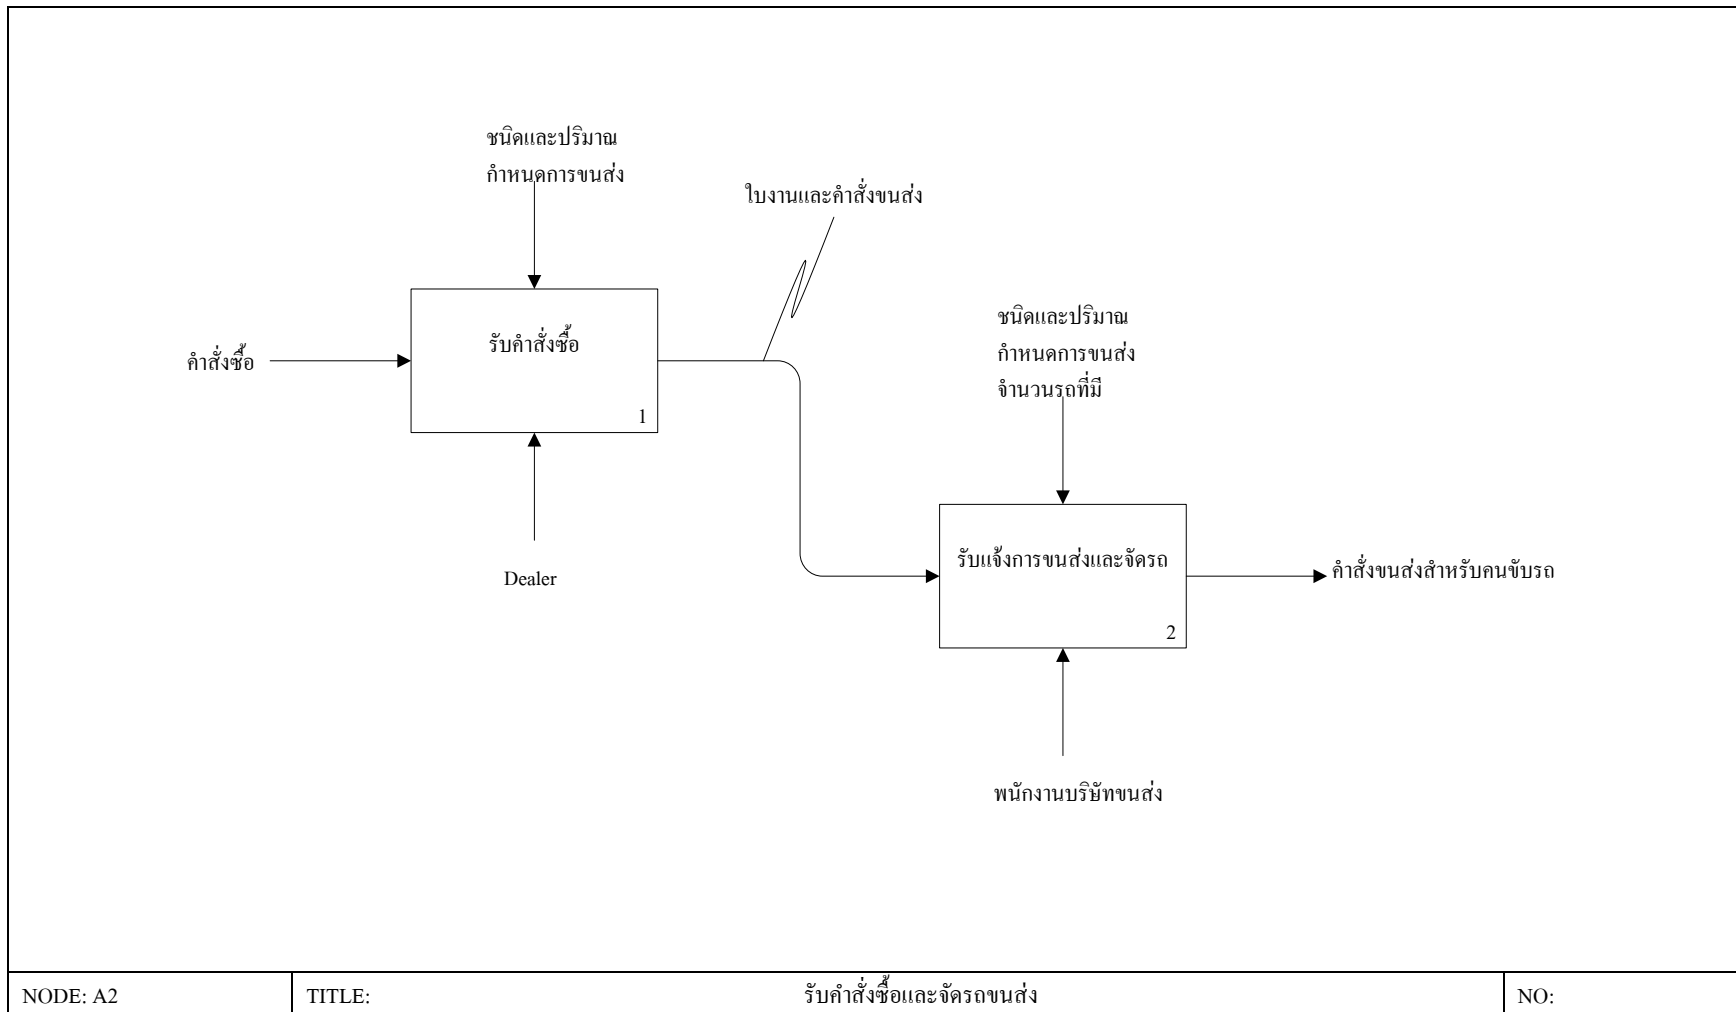 ชนิดและปริมาณ
กำหนดการขนส่ง
ใบงานและคำสั่งขนส่ง
คำสั่งซื้อ
รับคำสั่งซื้อ
1
Dealer
ชนิดและปริมาณ
กำหนดการขนส่ง
จำนวนรถที่มี
รับแจ้งการขนส่งและจัดรถ
2
คำสั่งขนส่งสำหรับคนขับรถ
พนักงานบริษัทขนส่ง
NODE: A2
TITLE:
รับคำสั่งซื้อและจัดรถขนส่ง
NO: